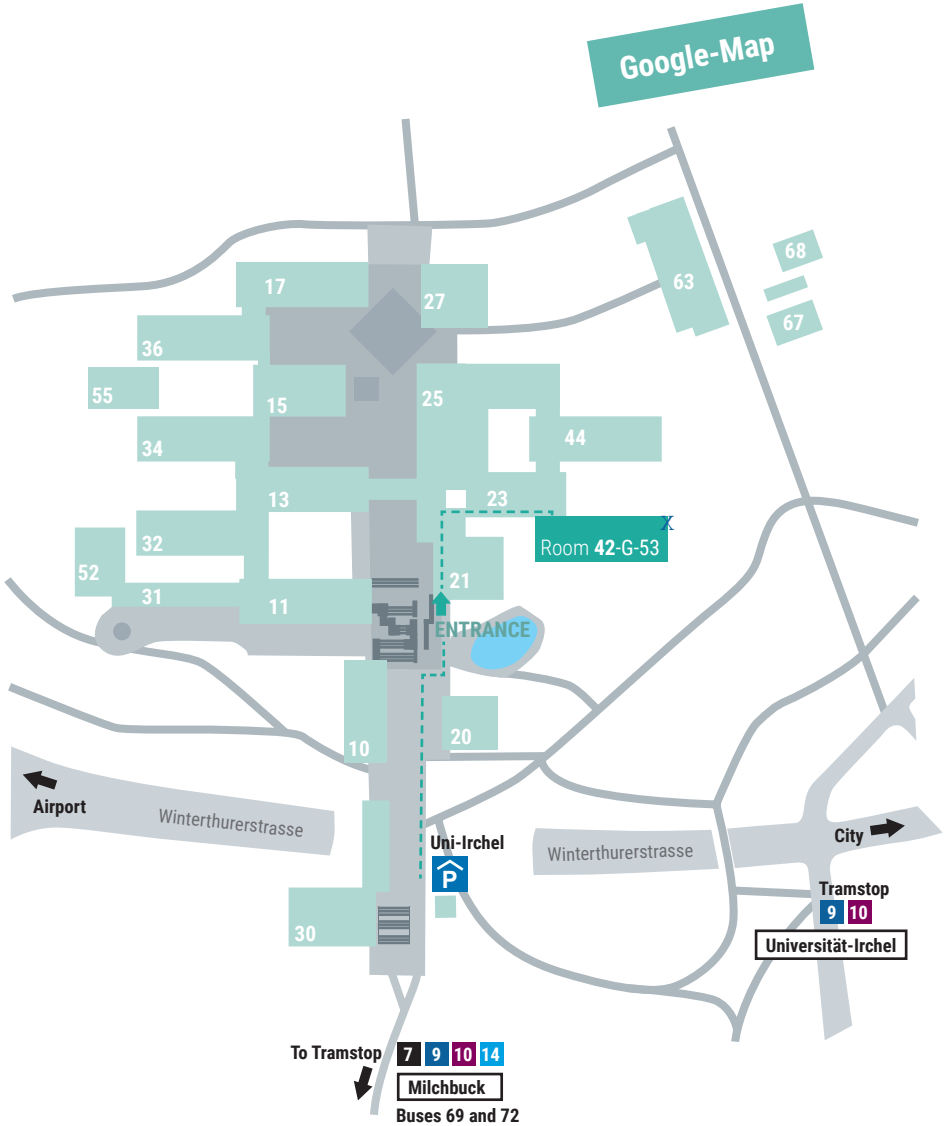 Google-Map
17
27
63
68
67
36
55
15
25
34
44
13
23
32
X
Room 42-G-53
52
31
11
21
ENTRANCE
10
20
Airport
Winterthurerstrasse
Uni-Irchel
P
Winterthurerstrasse
City
Tramstop
9 10
Universität-Irchel
30
To Tramstop 7 9 10 14
Milchbuck
Buses 69 and 72